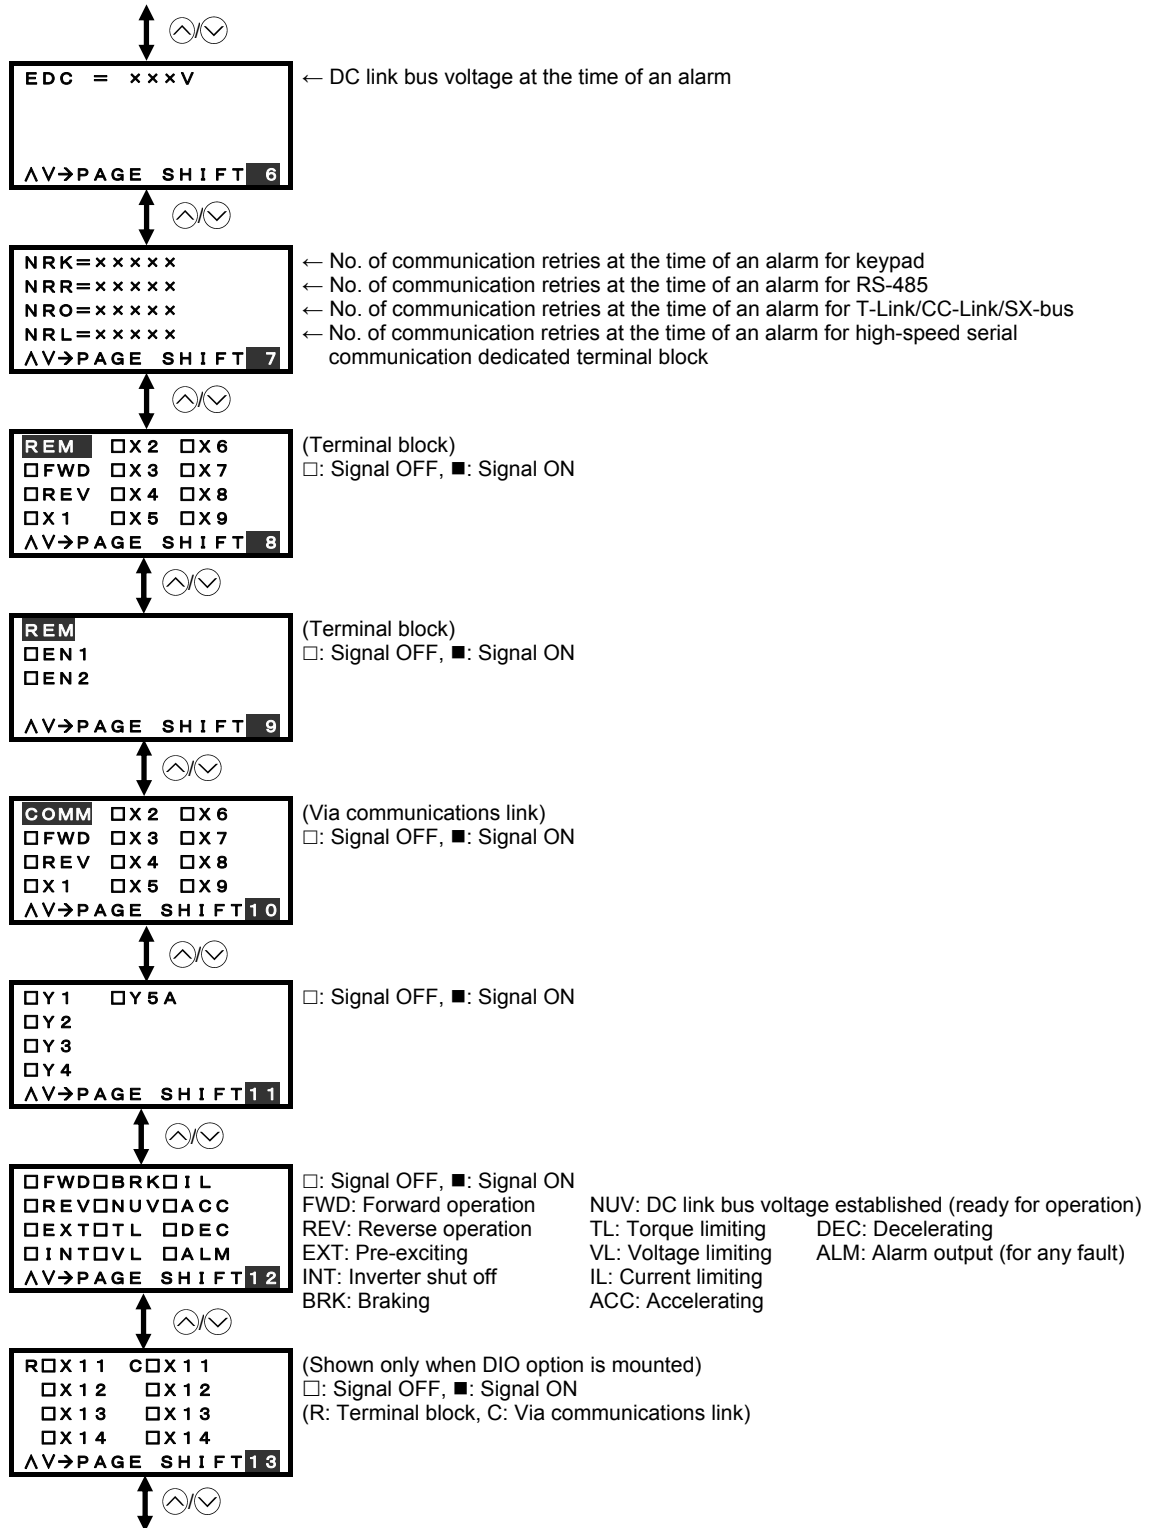 EDC = ×××V ← DC link bus voltage at the time of an alarm
∧∨→PAGE SHIFT 6
NRK=××××× ← No. of communication retries at the time of an alarm for keypad
NRR=××××× ← No. of communication retries at the time of an alarm for RS-485
NRO=××××× ← No. of communication retries at the time of an alarm for T-Link/CC-Link/SX-bus
NRL=××××× ← No. of communication retries at the time of an alarm for high-speed serial
communication dedicated terminal block
∧∨→PAGE SHIFT 7
REM □X2 □X6 (Terminal block)
□FWD □X3 □X7 □: Signal OFF, ■: Signal ON
□REV □X4 □X8
□X1 □X5 □X9
∧∨→PAGE SHIFT 8
REM (Terminal block)
□EN1 □: Signal OFF, ■: Signal ON
□EN2
∧∨→PAGE SHIFT 9
COMM □X2 □X6 (Via communications link)
□FWD □X3 □X7 □: Signal OFF, ■: Signal ON
□REV □X4 □X8
□X1 □X5 □X9
∧∨→PAGE SHIFT 10
□Y1 □Y5A □: Signal OFF, ■: Signal ON
□Y2
□Y3
□Y4
∧∨→PAGE SHIFT 11
□FWD□BRK□IL □: Signal OFF, ■: Signal ON
□REV□NUV□ACC FWD: Forward operation NUV: DC link bus voltage established (ready for operation)
□EXT□TL □DEC REV: Reverse operation TL: Torque limiting DEC: Decelerating
□INT□VL □ALM EXT: Pre-exciting VL: Voltage limiting ALM: Alarm output (for any fault)
∧∨→PAGE SHIFT 12 INT: Inverter shut off IL: Current limiting
BRK: Braking ACC: Accelerating
R□X11 C□X11 (Shown only when DIO option is mounted)
□X12 □X12 □: Signal OFF, ■: Signal ON
□X13 □X13 (R: Terminal block, C: Via communications link)
□X14 □X14
∧∨→PAGE SHIFT 13